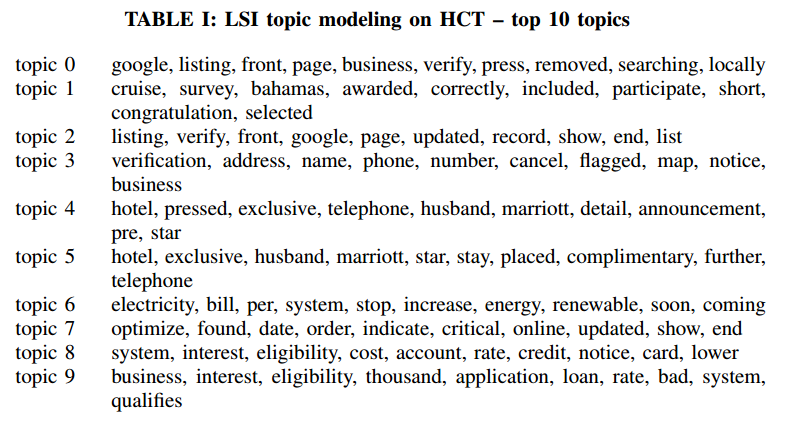 TABLE I: LSI topic modeling on HCT – top 10 topics
topic 0 google, listing, front, page, business, verify, press, removed, searching, locally
topic 1 cruise, survey, bahamas, awarded, correctly, included, participate, short,
congratulation, selected
topic 2 listing, verify, front, google, page, updated, record, show, end, list
topic 3 verification, address, name, phone, number, cancel, flagged, map, notice,
business
topic 4 hotel, pressed, exclusive, telephone, husband, marriott, detail, announcement,
pre, star
topic 5 hotel, exclusive, husband, marriott, star, stay, placed, complimentary, further,
telephone
topic 6 electricity, bill, per, system, stop, increase, energy, renewable, soon, coming
topic 7 optimize, found, date, order, indicate, critical, online, updated, show, end
topic 8 system, interest, eligibility, cost, account, rate, credit, notice, card, lower
topic 9 business, interest, eligibility, thousand, application, loan, rate, bad, system,
qualifies